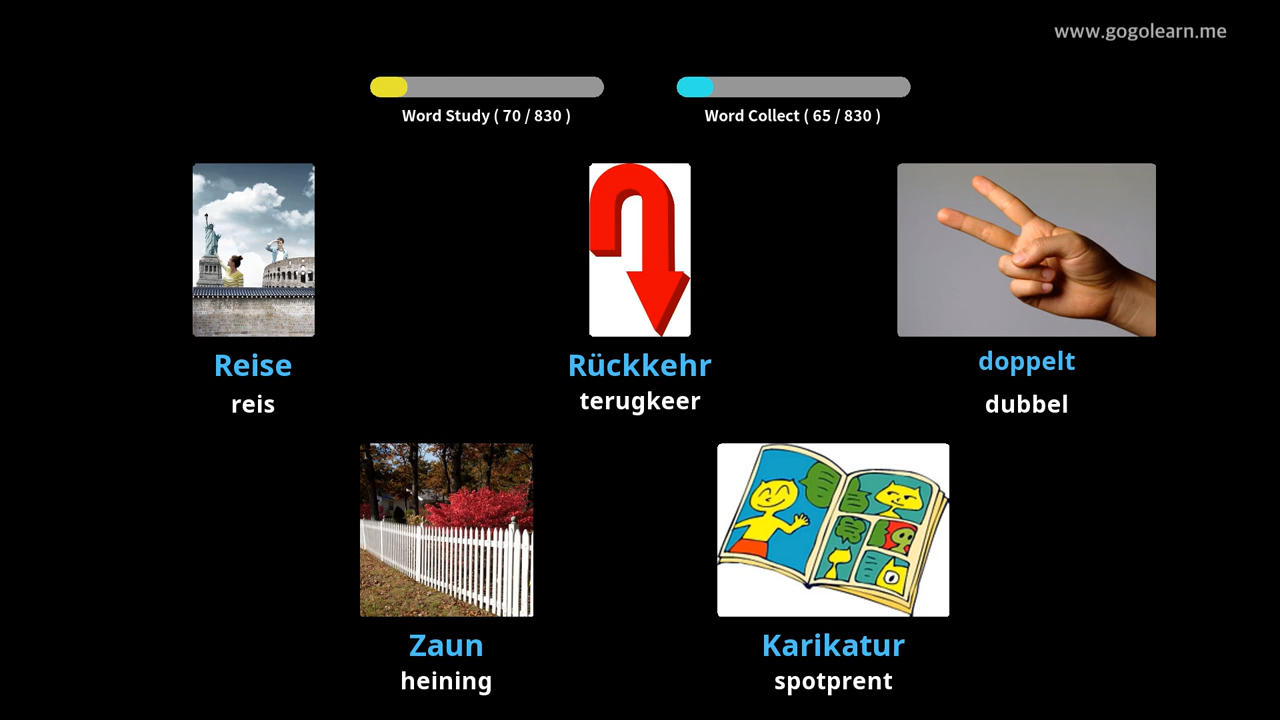 www.gogolearn.me
Word Study ( 70 / 830 )
Word Collect ( 65 / 830 )
Reise
reis
Rückkehr
terugkeer
doppelt
dubbel
Zaun
heining
Karikatur
spotprent